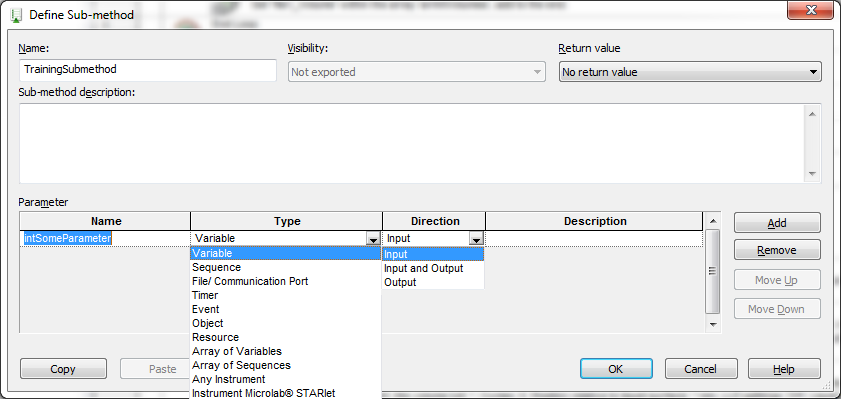 Define Sub-method
Name: Visibility: Return value
TrainingSubmethod Not exported No return value
Sub-method description:
Parameter
Name Type Direction Description
intSomeParameter Variable Input
Add
Variable Input
Remove
Sequence Input and Output
File/ Communication Port Output
Move Up
Timer
Event
Move Down
Object
Resource
Array of Variables
Array of Sequences
Any Instrument
Instrument Microlab® STARlet
Copy Paste OK Cancel Help